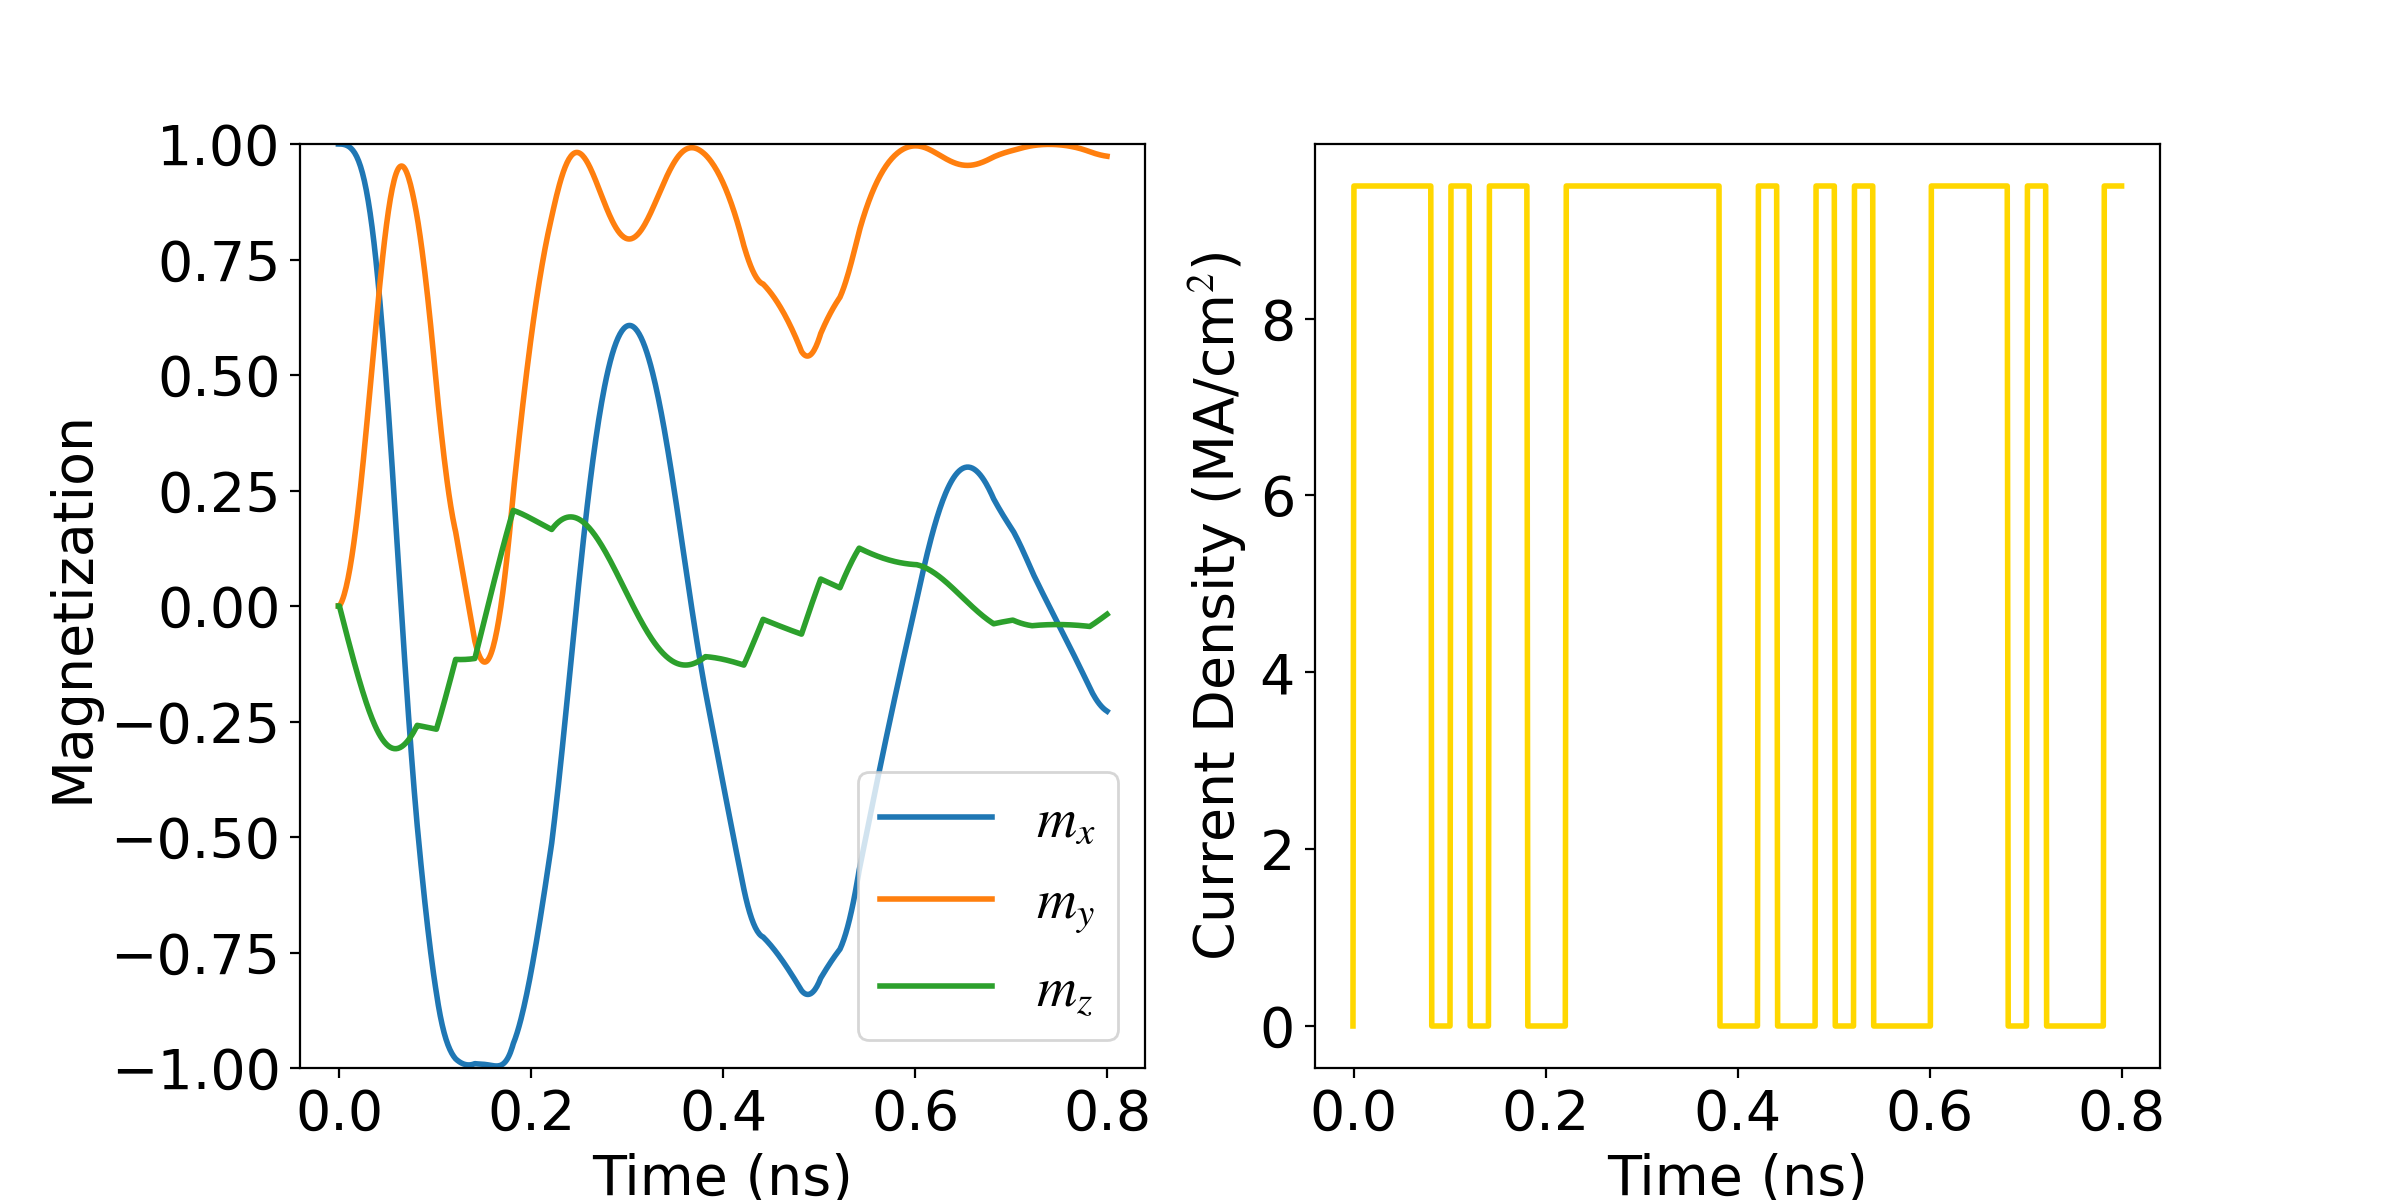 Magnetization
1.00
0.75
0.50
0.25
0.00
−0.25
−0.50
−0.75
−1.00
0.0 0.2 0.4 0.6 0.8
Time (ns)
m_x
m_y
m_z
Current Density (MA/cm²)
8
6
4
2
0
0.0 0.2 0.4 0.6 0.8
Time (ns)